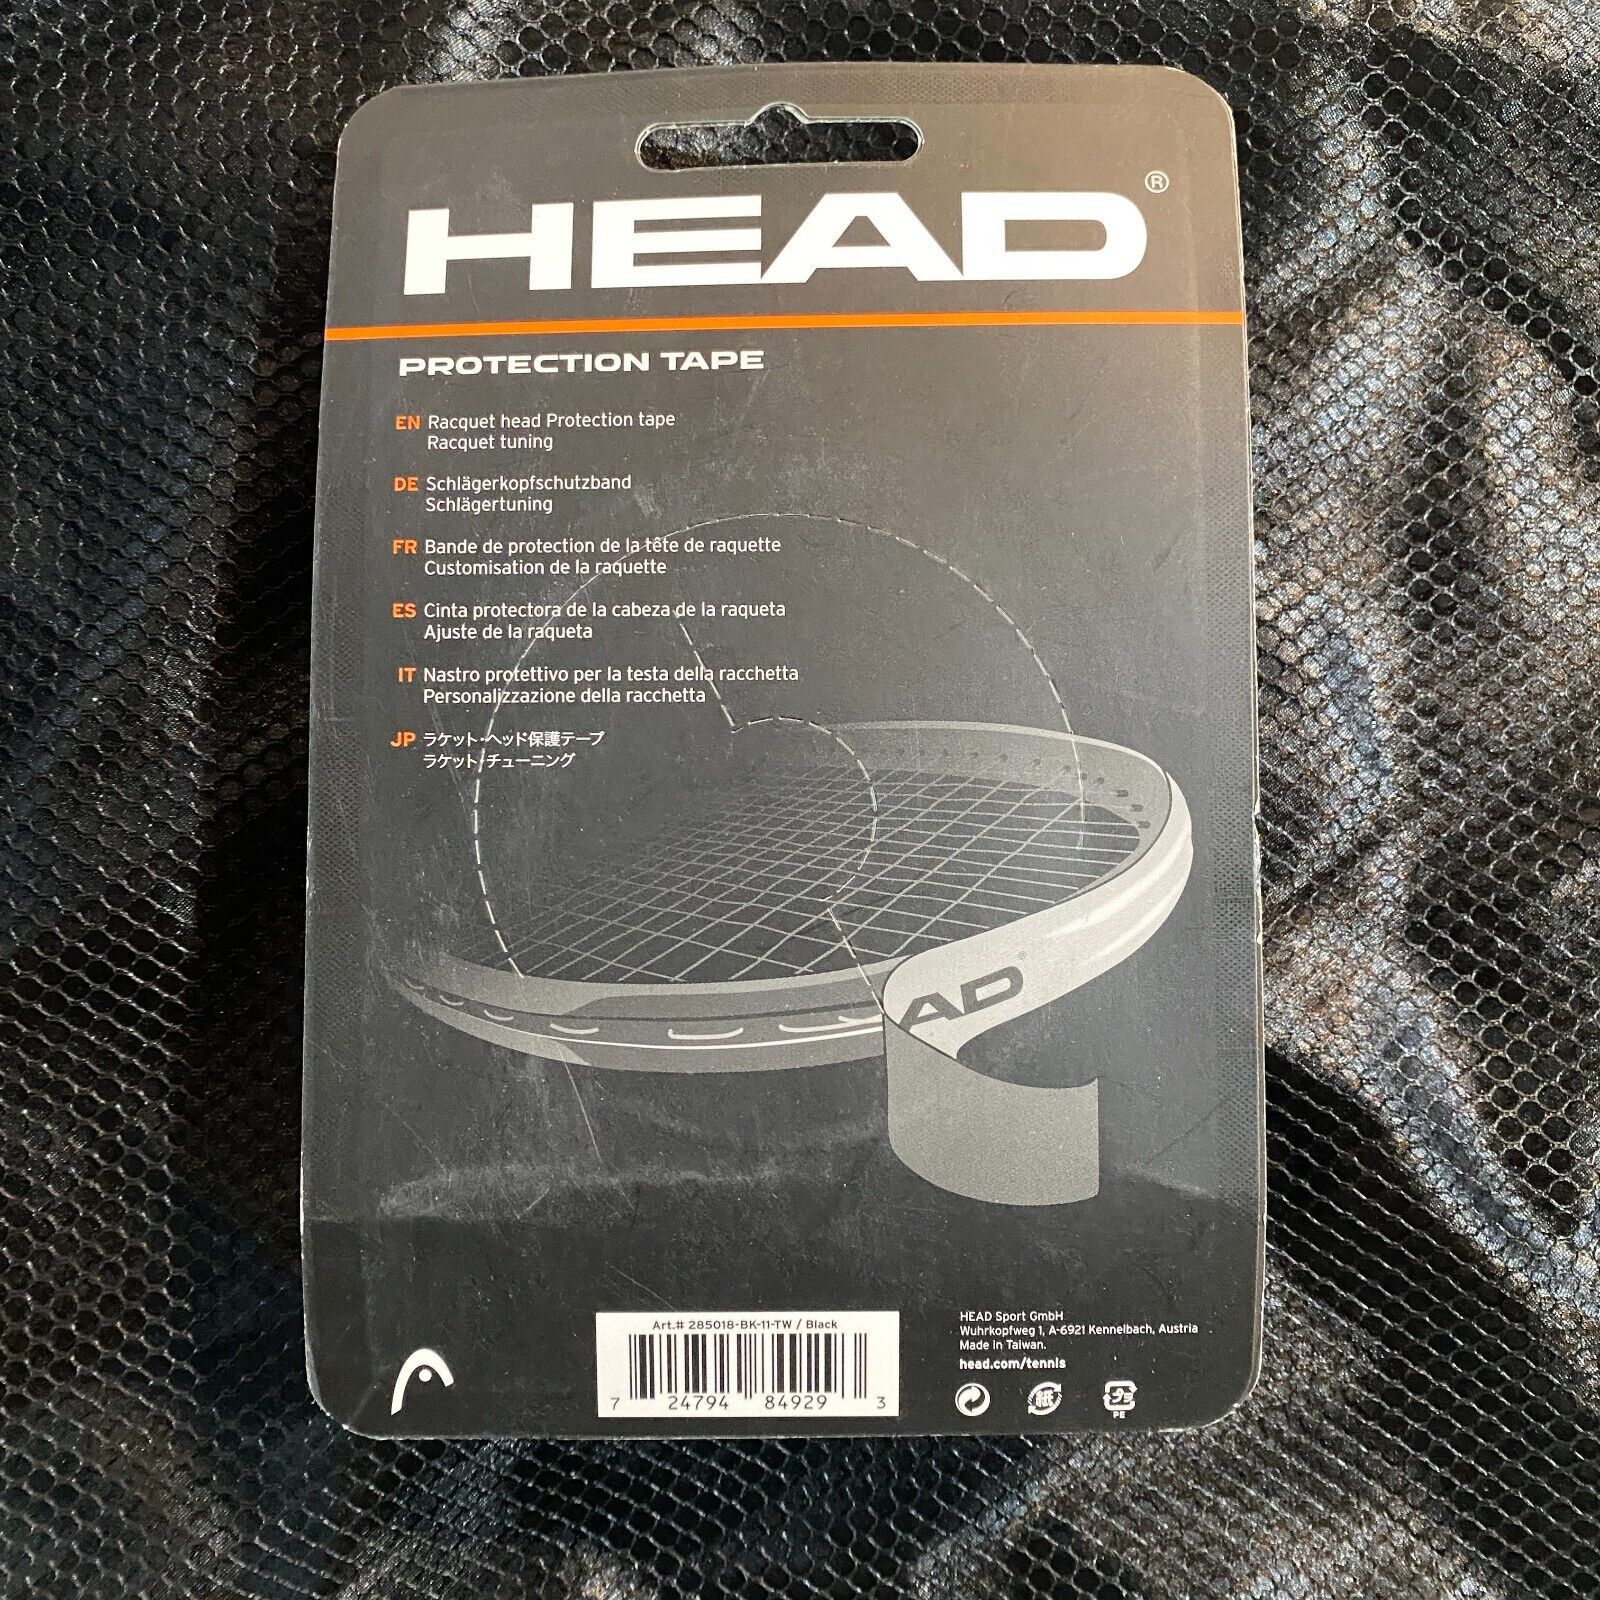 HEAD®
PROTECTION TAPE
EN Racquet head Protection tape
Racquet tuning
DE Schlägerkopfschutzband
Schlägertuning
FR Bande de protection de la tête de raquette
Customisation de la raquette
ES Cinta protectora de la cabeza de la raqueta
Ajuste de la raqueta
IT Nastro protettivo per la testa della racchetta
Personalizzazione della racchetta
JP ラケット・ヘッド保護テープ
ラケット・チューニング
AD®
Art.# 285018-BK-11-TW / Black
7 24794 84929 3
HEAD Sport GmbH
Wuhrkopfweg 1, A-6921 Kennelbach, Austria
Made in Taiwan.
head.com/tennis
紙 プラ
PE